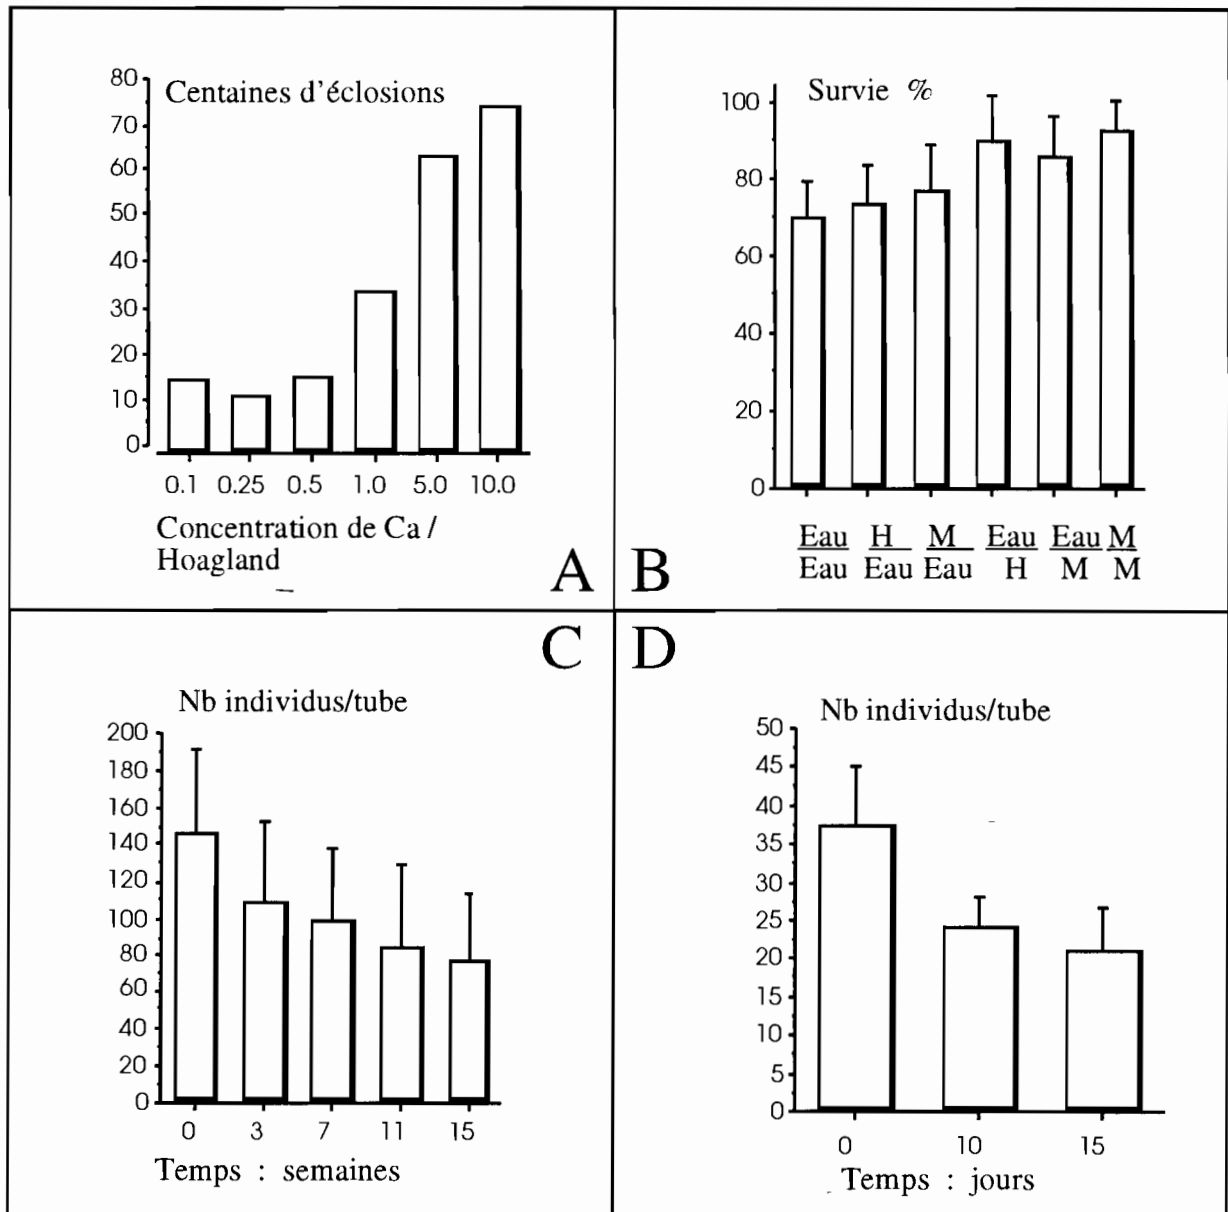 Centaines d'éclosions
80
70
60
50
40
30
20
10
0
0.1 0.25 0.5 1.0 5.0 10.0
Concentration de Ca /
Hoagland
A
Survie %
100
80
60
40
20
0
Eau H M Eau Eau M
Eau Eau Eau H M M
B
C
Nb individus/tube
200
180
160
140
120
100
80
60
40
20
0
0 3 7 11 15
Temps : semaines
D
Nb individus/tube
50
45
40
35
30
25
20
15
10
5
0
0 10 15
Temps : jours